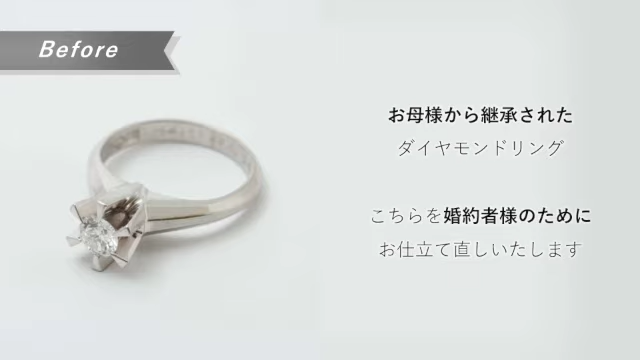 Before
お母様から継承された
ダイヤモンドリング
こちらを婚約者様のために
お仕立て直しいたします